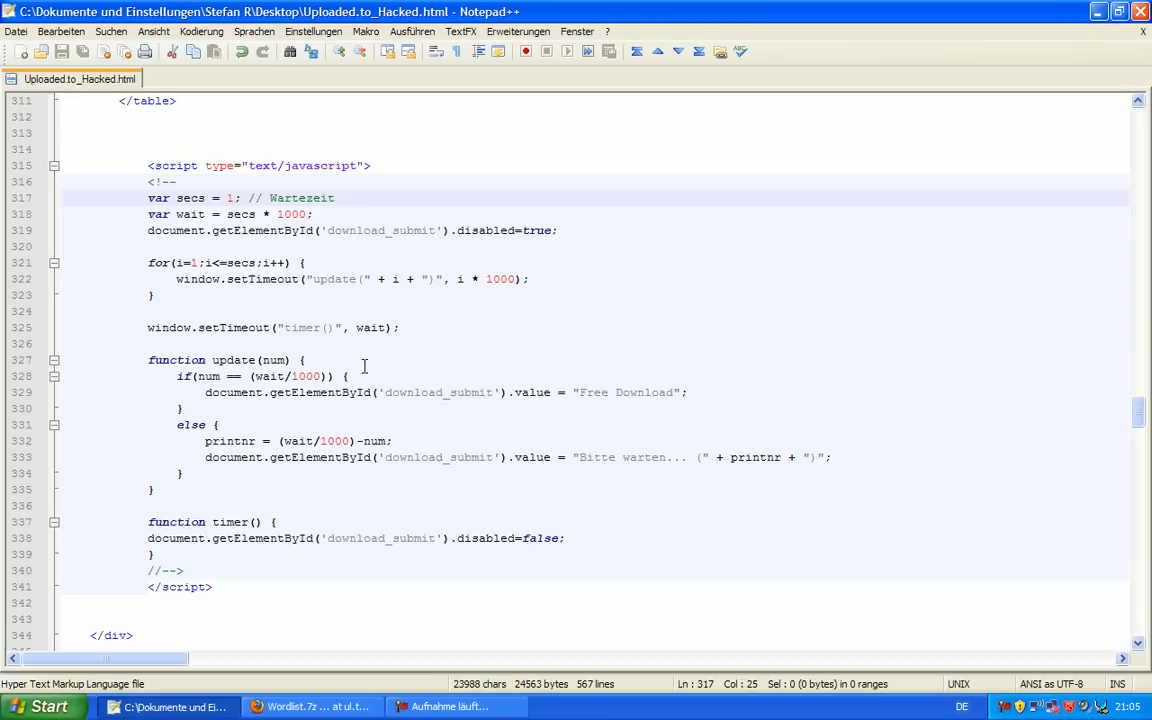 C:\Dokumente und Einstellungen\Stefan R\Desktop\Uploaded.to_Hacked.html - Notepad++
Datei Bearbeiten Suchen Ansicht Kodierung Sprachen Einstellungen Makro Ausführen TextFX Erweiterungen Fenster ? X
Uploaded.to_Hacked.html
311 </table>
312
313
314
315 <script type="text/javascript">
316 <!--
317 var secs = 1; // Wartezeit
318 var wait = secs * 1000;
319 document.getElementById('download_submit').disabled=true;
320
321 for(i=1;i<=secs;i++) {
322 window.setTimeout("update(" + i + ")", i * 1000);
323 }
324
325 window.setTimeout("timer()", wait);
326
327 function update(num) {
328 if(num == (wait/1000)) {
329 document.getElementById('download_submit').value = "Free Download";
330 }
331 else {
332 printnr = (wait/1000)-num;
333 document.getElementById('download_submit').value = "Bitte warten... (" + printnr + ")";
334 }
335 }
336
337 function timer() {
338 document.getElementById('download_submit').disabled=false;
339 }
340 //-->
341 </script>
342
343
344 </div>
Hyper Text Markup Language file 23988 chars 24563 bytes 567 lines Ln : 317 Col : 25 Sel : 0 (0 bytes) in 0 ranges UNIX ANSI as UTF-8 INS
Start C:\Dokumente und Ei... Wordlist.7z ... at ul.t... Aufnahme läuft... DE 21:05